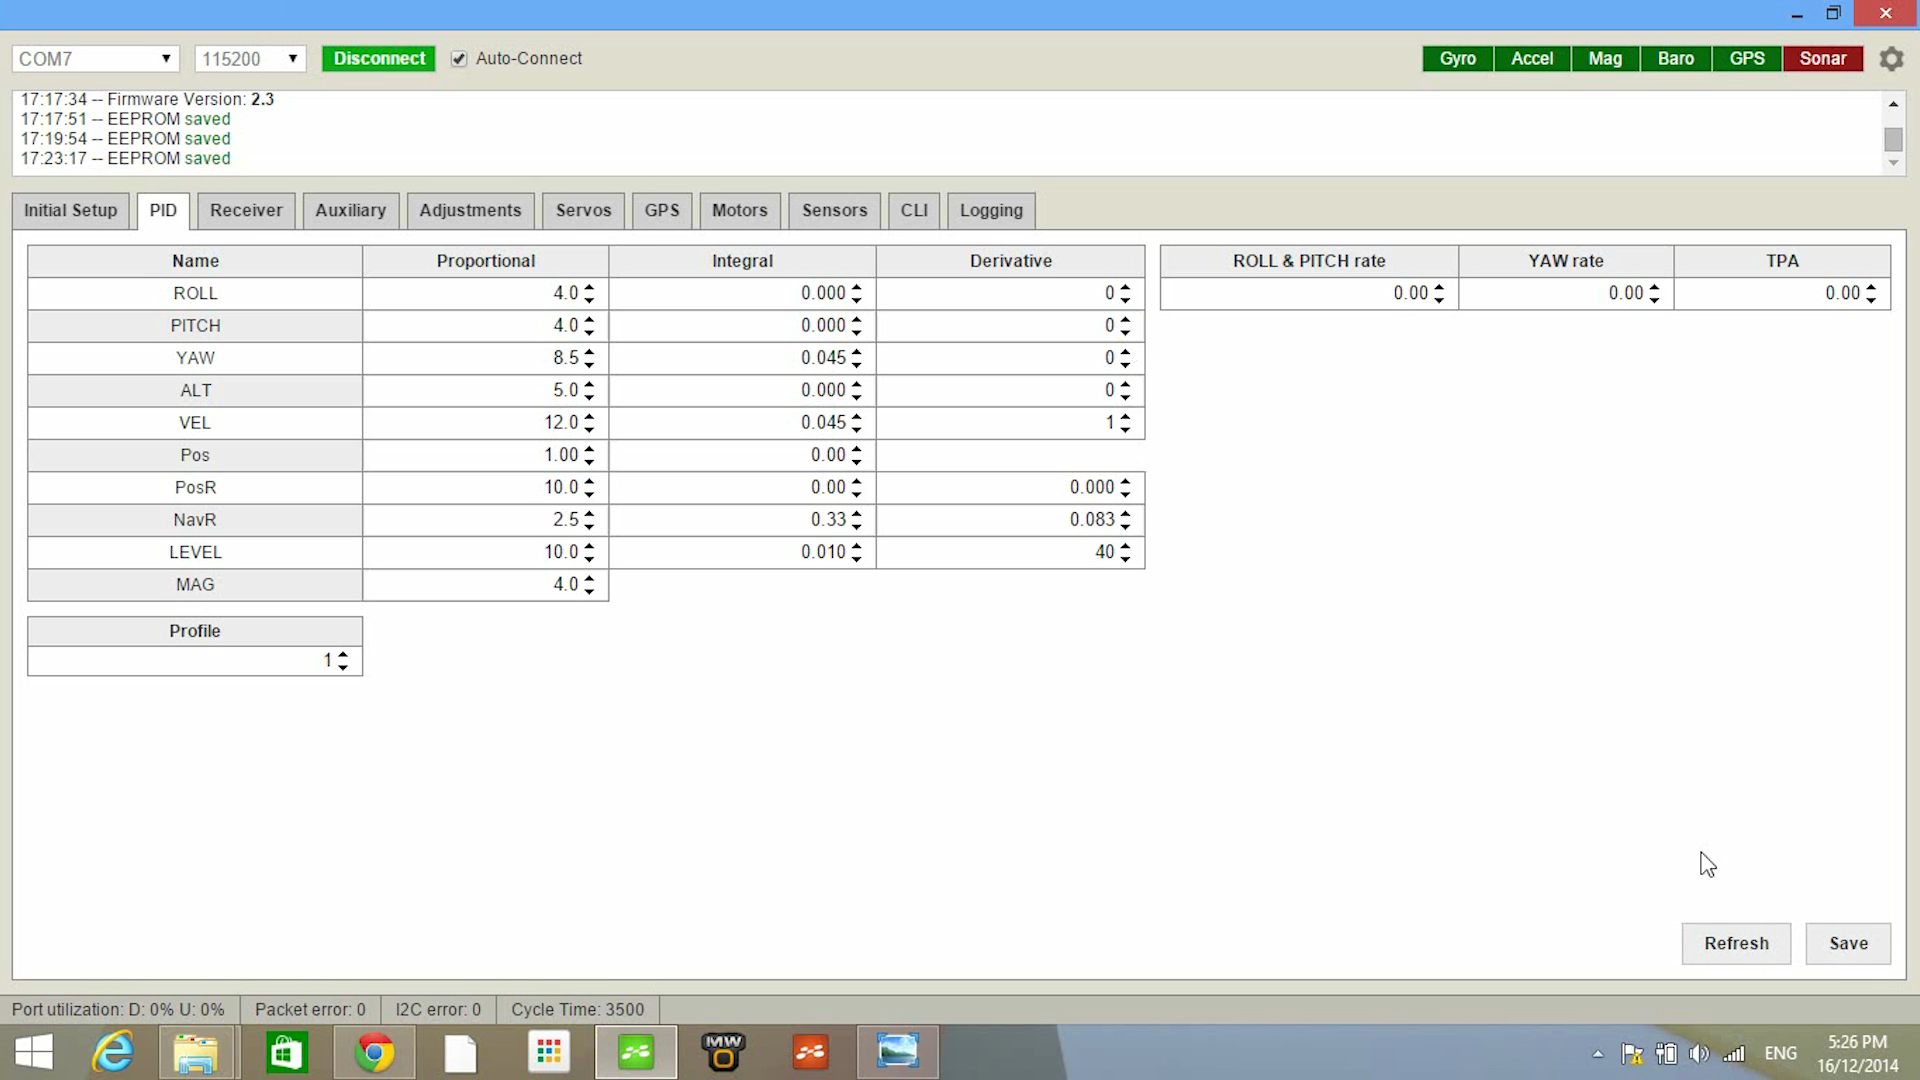 COM7 115200 Disconnect Auto-Connect Gyro Accel Mag Baro GPS Sonar
17:17:34 -- Firmware Version: 2.3
17:17:51 -- EEPROM saved
17:19:54 -- EEPROM saved
17:23:17 -- EEPROM saved
Initial Setup PID Receiver Auxiliary Adjustments Servos GPS Motors Sensors CLI Logging
Name Proportional Integral Derivative ROLL & PITCH rate YAW rate TPA
ROLL 4.0 0.000 0 0.00 0.00 0.00
PITCH 4.0 0.000 0
YAW 8.5 0.045 0
ALT 5.0 0.000 0
VEL 12.0 0.045 1
Pos 1.00 0.00
PosR 10.0 0.00 0.000
NavR 2.5 0.33 0.083
LEVEL 10.0 0.010 40
MAG 4.0
Profile
1
Refresh Save
Port utilization: D: 0% U: 0% Packet error: 0 I2C error: 0 Cycle Time: 3500
MW
ENG 5:26 PM
16/12/2014